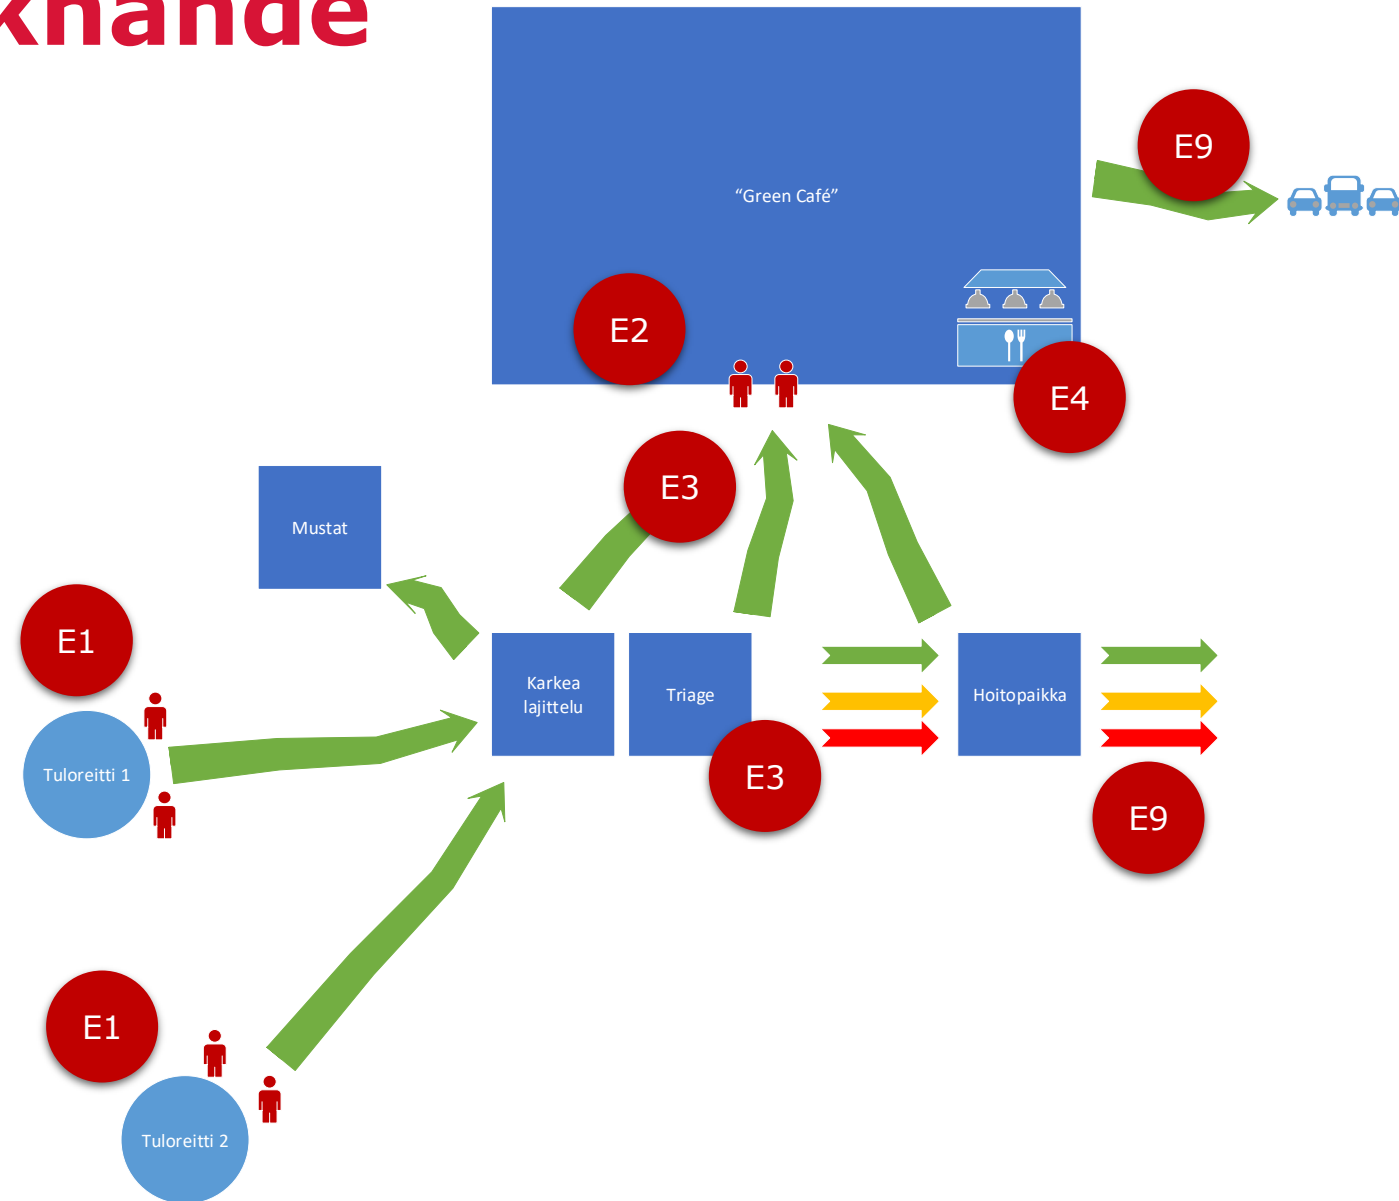 knande
“Green Café”
E9
E2
E4
E3
Mustat
E1
Karkea
lajittelu
Triage
Hoitopaikka
Tuloreitti 1
E3
E9
E1
Tuloreitti 2